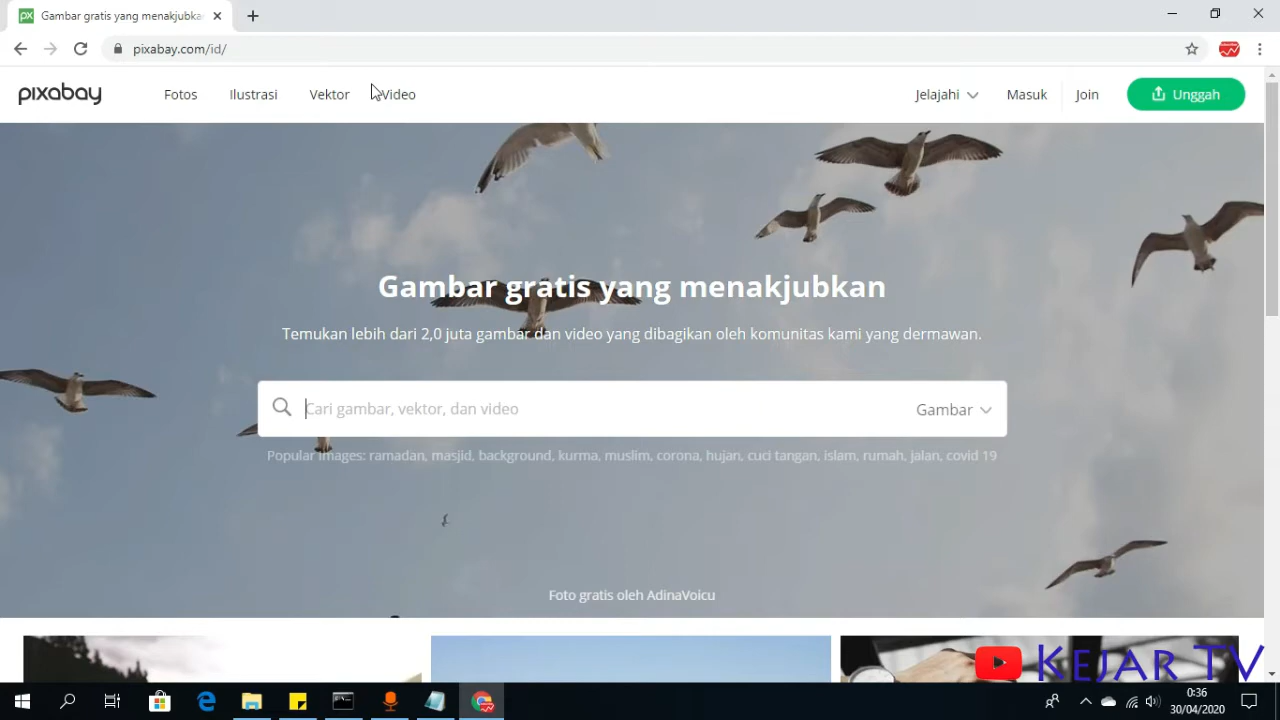 Gambar gratis yang menakjubkan
pixabay.com/id/
pixabay
Fotos
Ilustrasi
Vektor
Video
Jelajahi
Masuk
Join
Unggah
Gambar gratis yang menakjubkan
Temukan lebih dari 2,0 juta gambar dan video yang dibagikan oleh komunitas kami yang dermawan.
Cari gambar, vektor, dan video
Gambar
Popular images: ramadan, masjid, background, kurma, muslim, corona, hujan, cuci tangan, islam, rumah, jalan, covid 19
Foto gratis oleh AdinaVoicu
KEJAR TV
0:36
30/04/2020